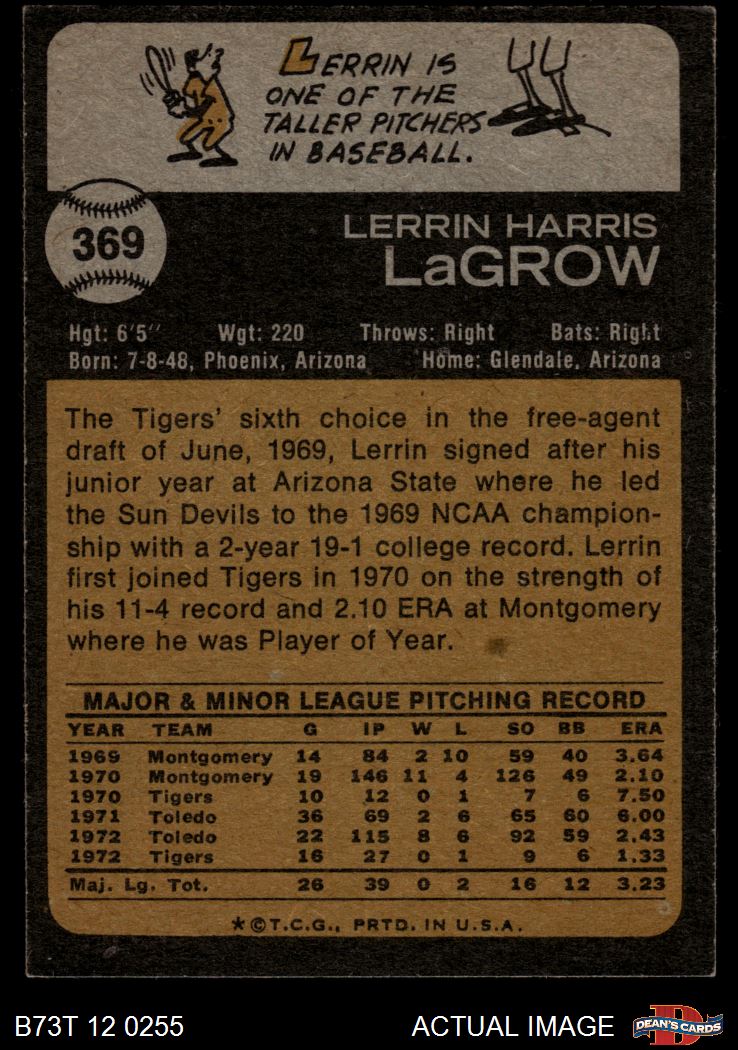 LERRIN IS
ONE OF THE
TALLER PITCHERS
IN BASEBALL.
369
LERRIN HARRIS
LaGROW
Hgt: 6'5" Wgt: 220 Throws: Right Bats: Right
Born: 7-8-48, Phoenix, Arizona Home: Glendale, Arizona
The Tigers' sixth choice in the free-agent
draft of June, 1969, Lerrin signed after his
junior year at Arizona State where he led
the Sun Devils to the 1969 NCAA champion-
ship with a 2-year 19-1 college record. Lerrin
first joined Tigers in 1970 on the strength of
his 11-4 record and 2.10 ERA at Montgomery
where he was Player of Year.
MAJOR & MINOR LEAGUE PITCHING RECORD
YEAR TEAM G IP W L SO BB ERA
1969 Montgomery 14 84 2 10 59 40 3.64
1970 Montgomery 19 146 11 4 126 49 2.10
1970 Tigers 10 12 0 1 7 6 7.50
1971 Toledo 36 69 2 6 65 60 6.00
1972 Toledo 22 115 8 6 92 59 2.43
1972 Tigers 16 27 0 1 9 6 1.33
Maj. Lg. Tot. 26 39 0 2 16 12 3.23
*©T.C.G., PRTD. IN U.S.A.
B73T 12 0255 ACTUAL IMAGE DEAN'S CARDS